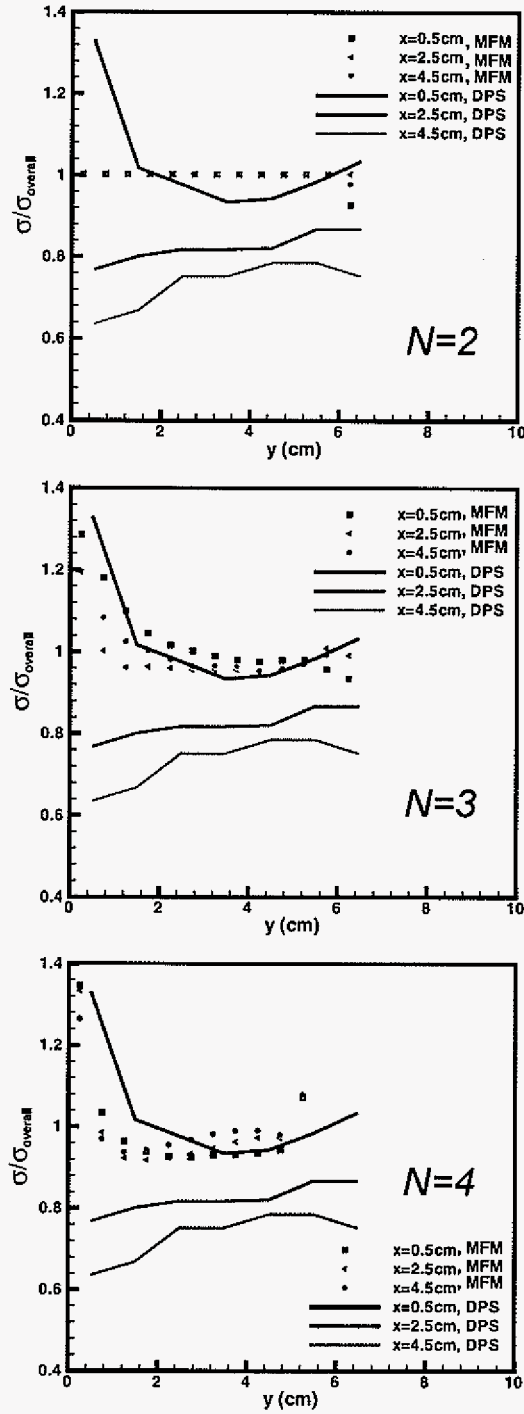 1.4
1.2
1
0.8
0.6
0.4
σ/σoverall
x=0.5cm, MFM
x=2.5cm, MFM
x=4.5cm, MFM
x=0.5cm, DPS
x=2.5cm, DPS
x=4.5cm, DPS
N=2
0 2 4 6 8 10
y (cm)
1.4
1.2
1
0.8
0.6
0.4
σ/σoverall
x=0.5cm, MFM
x=2.5cm, MFM
x=4.5cm, MFM
x=0.5cm, DPS
x=2.5cm, DPS
x=4.5cm, DPS
N=3
0 2 4 6 8 10
y (cm)
1.4
1.2
1
0.8
0.6
0.4
σ/σoverall
N=4
x=0.5cm, MFM
x=2.5cm, MFM
x=4.5cm, MFM
x=0.5cm, DPS
x=2.5cm, DPS
x=4.5cm, DPS
0 2 4 6 8 10
y (cm)